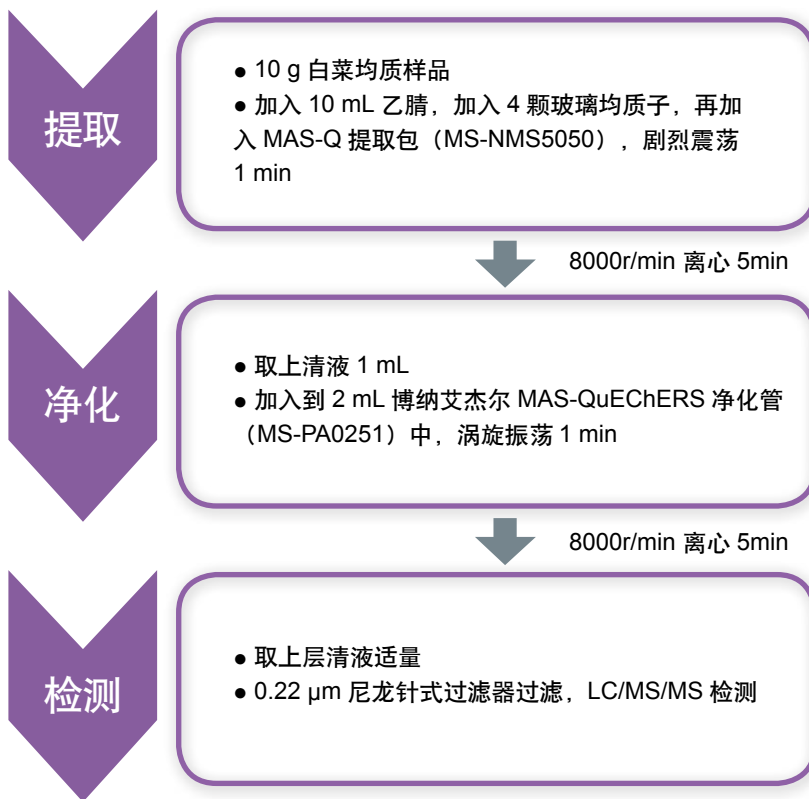 提取
● 10 g 白菜均质样品
● 加入 10 mL 乙腈，加入 4 颗玻璃均质子，再加
入 MAS-Q 提取包（MS-NMS5050），剧烈震荡
1 min
8000r/min 离心 5min
净化
● 取上清液 1 mL
● 加入到 2 mL 博纳艾杰尔 MAS-QuEChERS 净化管
（MS-PA0251）中，涡旋振荡 1 min
8000r/min 离心 5min
检测
● 取上层清液适量
● 0.22 μm 尼龙针式过滤器过滤，LC/MS/MS 检测